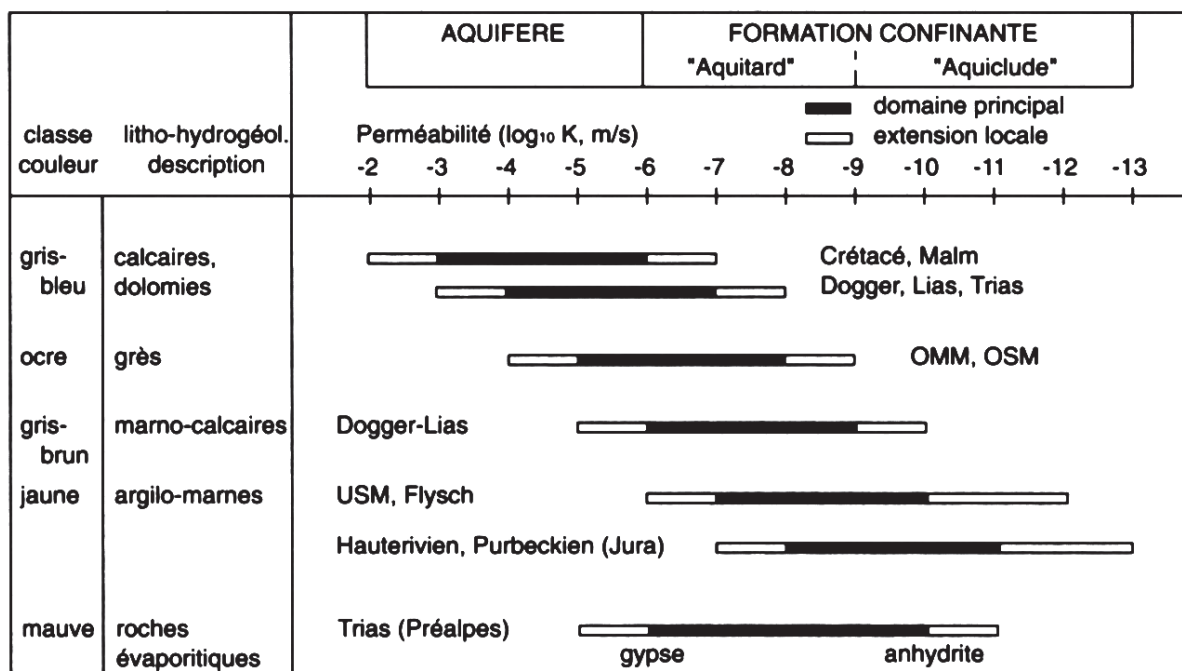 AQUIFERE FORMATION CONFINANTE
"Aquitard" "Aquiclude"
domaine principal
classe litho-hydrogéol. Perméabilité (log₁₀ K, m/s) extension locale
couleur description
-2 -3 -4 -5 -6 -7 -8 -9 -10 -11 -12 -13
gris- calcaires, Crétacé, Malm
bleu dolomies Dogger, Lias, Trias
ocre grès OMM, OSM
gris- marno-calcaires Dogger-Lias
brun
jaune argilo-marnes USM, Flysch
Hauterivien, Purbeckien (Jura)
mauve roches Trias (Préalpes)
évaporitiques gypse anhydrite